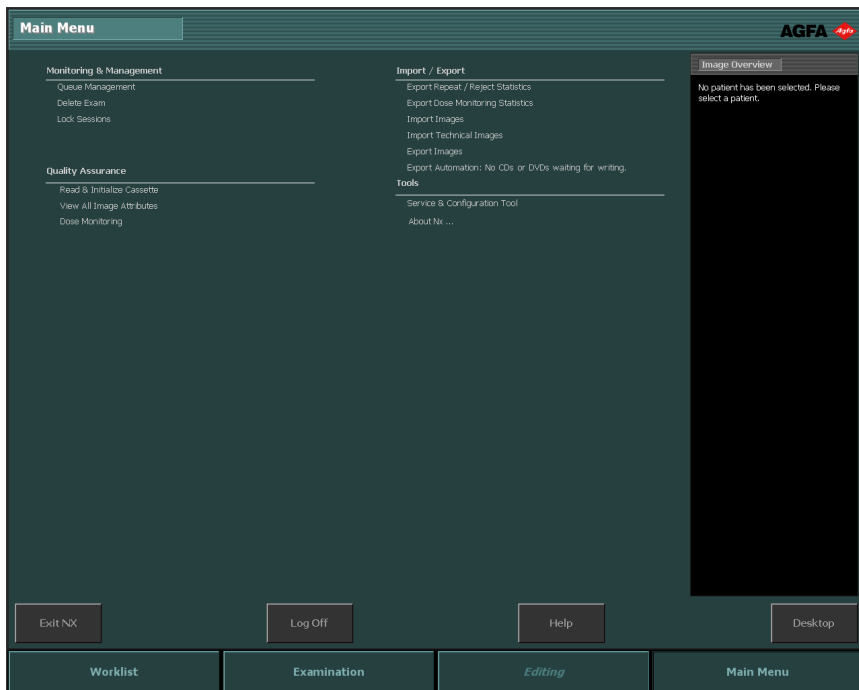 Main Menu
AGFA Agfa
Monitoring & Management
Queue Management
Delete Exam
Lock Sessions
Quality Assurance
Read & Initialize Cassette
View All Image Attributes
Dose Monitoring
Import / Export
Export Repeat / Reject Statistics
Export Dose Monitoring Statistics
Import Images
Import Technical Images
Export Images
Export Automation: No CDs or DVDs waiting for writing.
Tools
Service & Configuration Tool
About Nx ...
Image Overview
No patient has been selected. Please
select a patient.
Exit NX
Log Off
Help
Desktop
Worklist
Examination
Editing
Main Menu